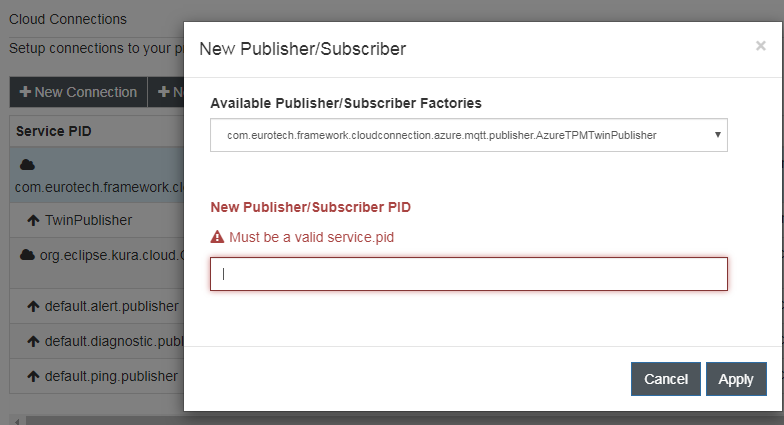 Cloud Connections
Setup connections to your p
New Connection
N
Service PID
com.eurotech.framework.cl
TwinPublisher
org.eclipse.kura.cloud.C
default.alert.publisher
default.diagnostic.publ
default.ping.publisher
New Publisher/Subscriber
×
Available Publisher/Subscriber Factories
com.eurotech.framework.cloudconnection.azure.mqtt.publisher.AzureTPMTwinPublisher
New Publisher/Subscriber PID
Must be a valid service.pid
Cancel
Apply